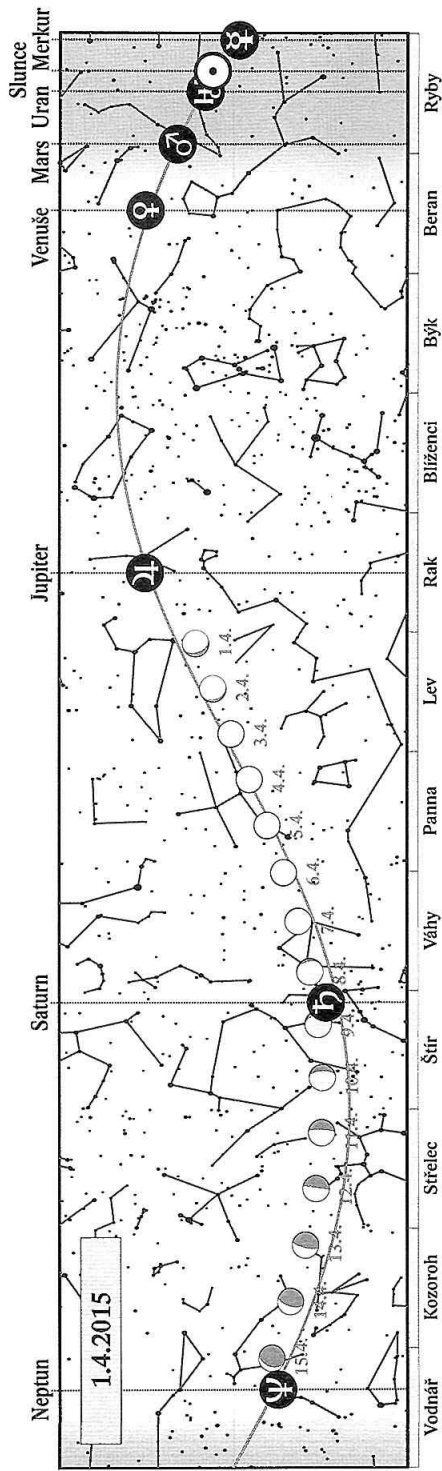 Neptun Saturn Jupiter Venuše Mars Uran Slunce Merkur
1.4.2015
15.4. 14.4. 13.4. 12.4. 11.4. 10.4. 9.4. 8.4. 7.4. 6.4. 5.4. 4.4. 3.4. 2.4. 1.4.
Vodnář Kozoroh Střelec Štír Váhy Panna Lev Rak Blíženci Býk Beran Ryby